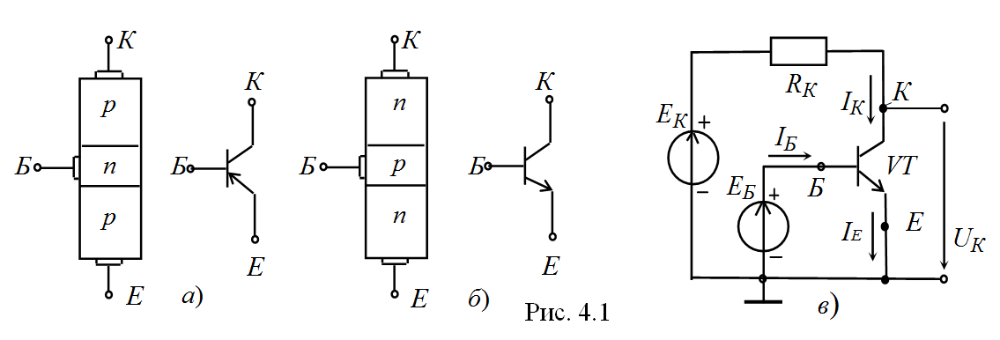 К
p
Б
n
p
Е
а)
К
Б
Е
К
n
Б
p
n
Е
б)
К
Б
Е
Рис. 4.1
R_К
I_К
К
E_К
+
−
I_Б
Б
VT
E_Б
+
−
I_Е
Е
U_К
в)